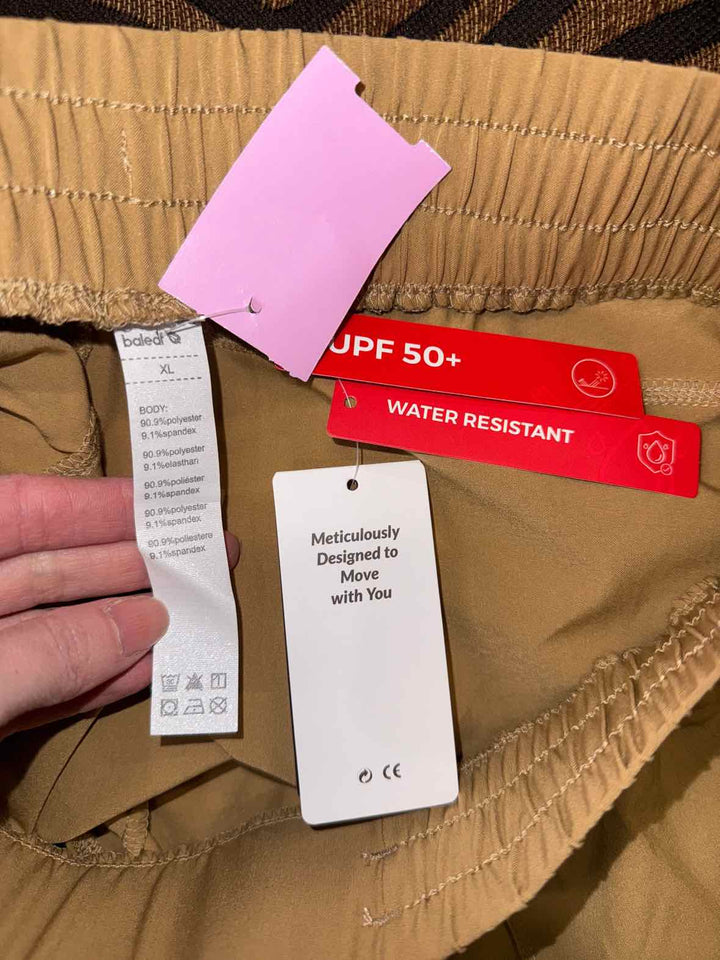 baleaf
XL
BODY:
90.9%polyester
9.1%spandex
90.9%polyester
9.1%elasthan
90.9%poliéster
9.1%spandex
90.9%polyester
9.1%spandex
90.9%poliestere
9.1%spandex
UPF 50+
WATER RESISTANT
Meticulously
Designed to
Move
with You
CE